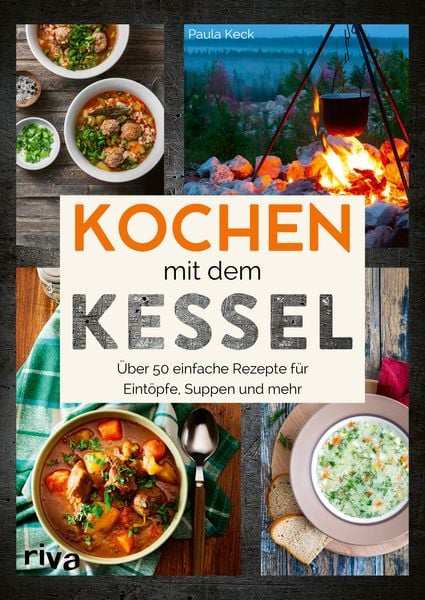 Paula Keck
KOCHEN
mit dem
KESSEL
Über 50 einfache Rezepte für
Eintöpfe, Suppen und mehr
riva